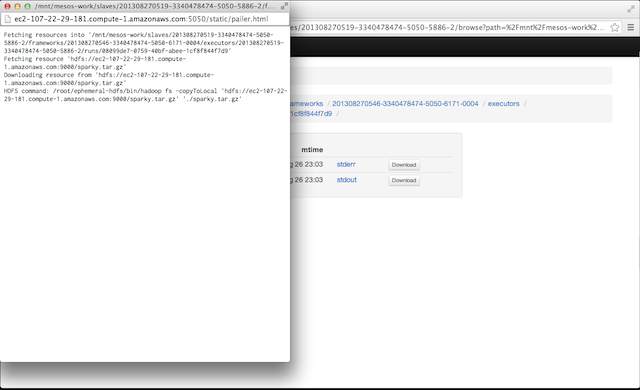 /mnt/mesos-work/slaves/201308270519-3340478474-5050-5886-2/f...
ec2-107-22-29-181.compute-1.amazonaws.com:5050/static/pailer.html
Fetching resources into '/mnt/mesos-work/slaves/201308270519-3340478474-5050-
5886-2/frameworks/201308270546-3340478474-5050-6171-0004/executors/201308270519-
3340478474-5050-5886-2/runs/08099de7-0759-40bf-abee-1cf8f844f7d9'
Fetching resource 'hdfs://ec2-107-22-29-181.compute-
1.amazonaws.com:9000/sparky.tar.gz'
Downloading resource from 'hdfs://ec2-107-22-29-181.compute-
1.amazonaws.com:9000/sparky.tar.gz'
HDFS command: /root/ephemeral-hdfs/bin/hadoop fs -copyToLocal 'hdfs://ec2-107-22-
29-181.compute-1.amazonaws.com:9000/sparky.tar.gz' './sparky.tar.gz'
es/201308270519-3340478474-5050-5886-2/browse?path=%2Fmnt%2Fmesos-work%2...
ameworks / 201308270546-3340478474-5050-6171-0004 / executors /
1cf8f844f7d9 /
mtime
g 26 23:03 stderr Download
g 26 23:03 stdout Download